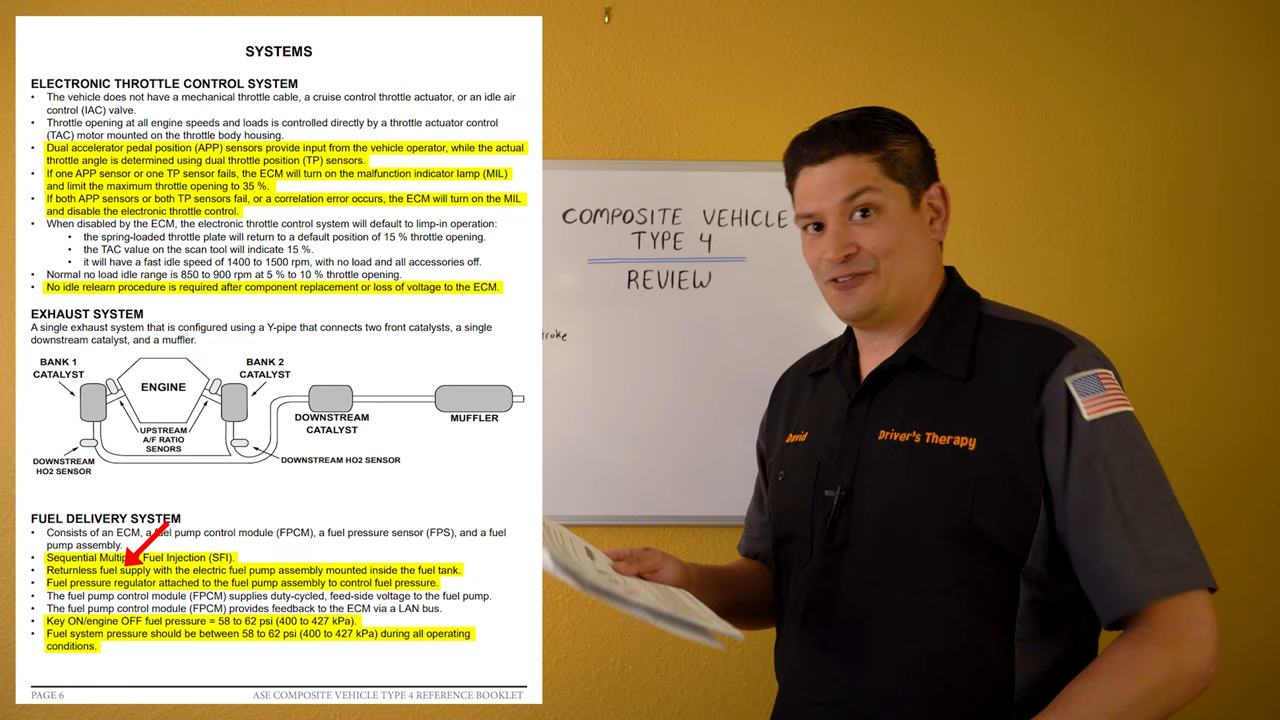 SYSTEMS
ELECTRONIC THROTTLE CONTROL SYSTEM
• The vehicle does not have a mechanical throttle cable, a cruise control throttle actuator, or an idle air
control (IAC) valve.
• Throttle opening at all engine speeds and loads is controlled directly by a throttle actuator control
(TAC) motor mounted on the throttle body housing.
• Dual accelerator pedal position (APP) sensors provide input from the vehicle operator, while the actual
throttle angle is determined using dual throttle position (TP) sensors.
• If one APP sensor or one TP sensor fails, the ECM will turn on the malfunction indicator lamp (MIL)
and limit the maximum throttle opening to 35 %.
• If both APP sensors or both TP sensors fail, or a correlation error occurs, the ECM will turn on the MIL
and disable the electronic throttle control.
• When disabled by the ECM, the electronic throttle control system will default to limp-in operation:
• the spring-loaded throttle plate will return to a default position of 15 % throttle opening.
• the TAC value on the scan tool will indicate 15 %.
• it will have a fast idle speed of 1400 to 1500 rpm, with no load and all accessories off.
• Normal no load idle range is 850 to 900 rpm at 5 % to 10 % throttle opening.
• No idle relearn procedure is required after component replacement or loss of voltage to the ECM.
EXHAUST SYSTEM
A single exhaust system that is configured using a Y-pipe that connects two front catalysts, a single
downstream catalyst, and a muffler.
BANK 1
CATALYST
ENGINE
BANK 2
CATALYST
UPSTREAM
A/F RATIO
SENORS
DOWNSTREAM
CATALYST
MUFFLER
DOWNSTREAM
HO2 SENSOR
DOWNSTREAM HO2 SENSOR
FUEL DELIVERY SYSTEM
• Consists of an ECM, a fuel pump control module (FPCM), a fuel pressure sensor (FPS), and a fuel
pump assembly.
• Sequential Multiport Fuel Injection (SFI).
• Returnless fuel supply with the electric fuel pump assembly mounted inside the fuel tank.
• Fuel pressure regulator attached to the fuel pump assembly to control fuel pressure.
• The fuel pump control module (FPCM) supplies duty-cycled, feed-side voltage to the fuel pump.
• The fuel pump control module (FPCM) provides feedback to the ECM via a LAN bus.
• Key ON/engine OFF fuel pressure = 58 to 62 psi (400 to 427 kPa).
• Fuel system pressure should be between 58 to 62 psi (400 to 427 kPa) during all operating
conditions.
PAGE 6
ASE COMPOSITE VEHICLE TYPE 4 REFERENCE BOOKLET
COMPOSITE VEHICLE
TYPE 4
REVIEW
David
Driver's Therapy